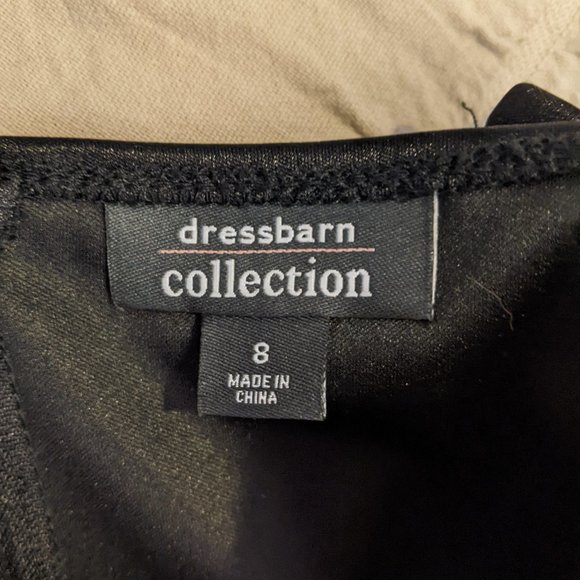 dressbarn
collection
8
MADE IN
CHINA